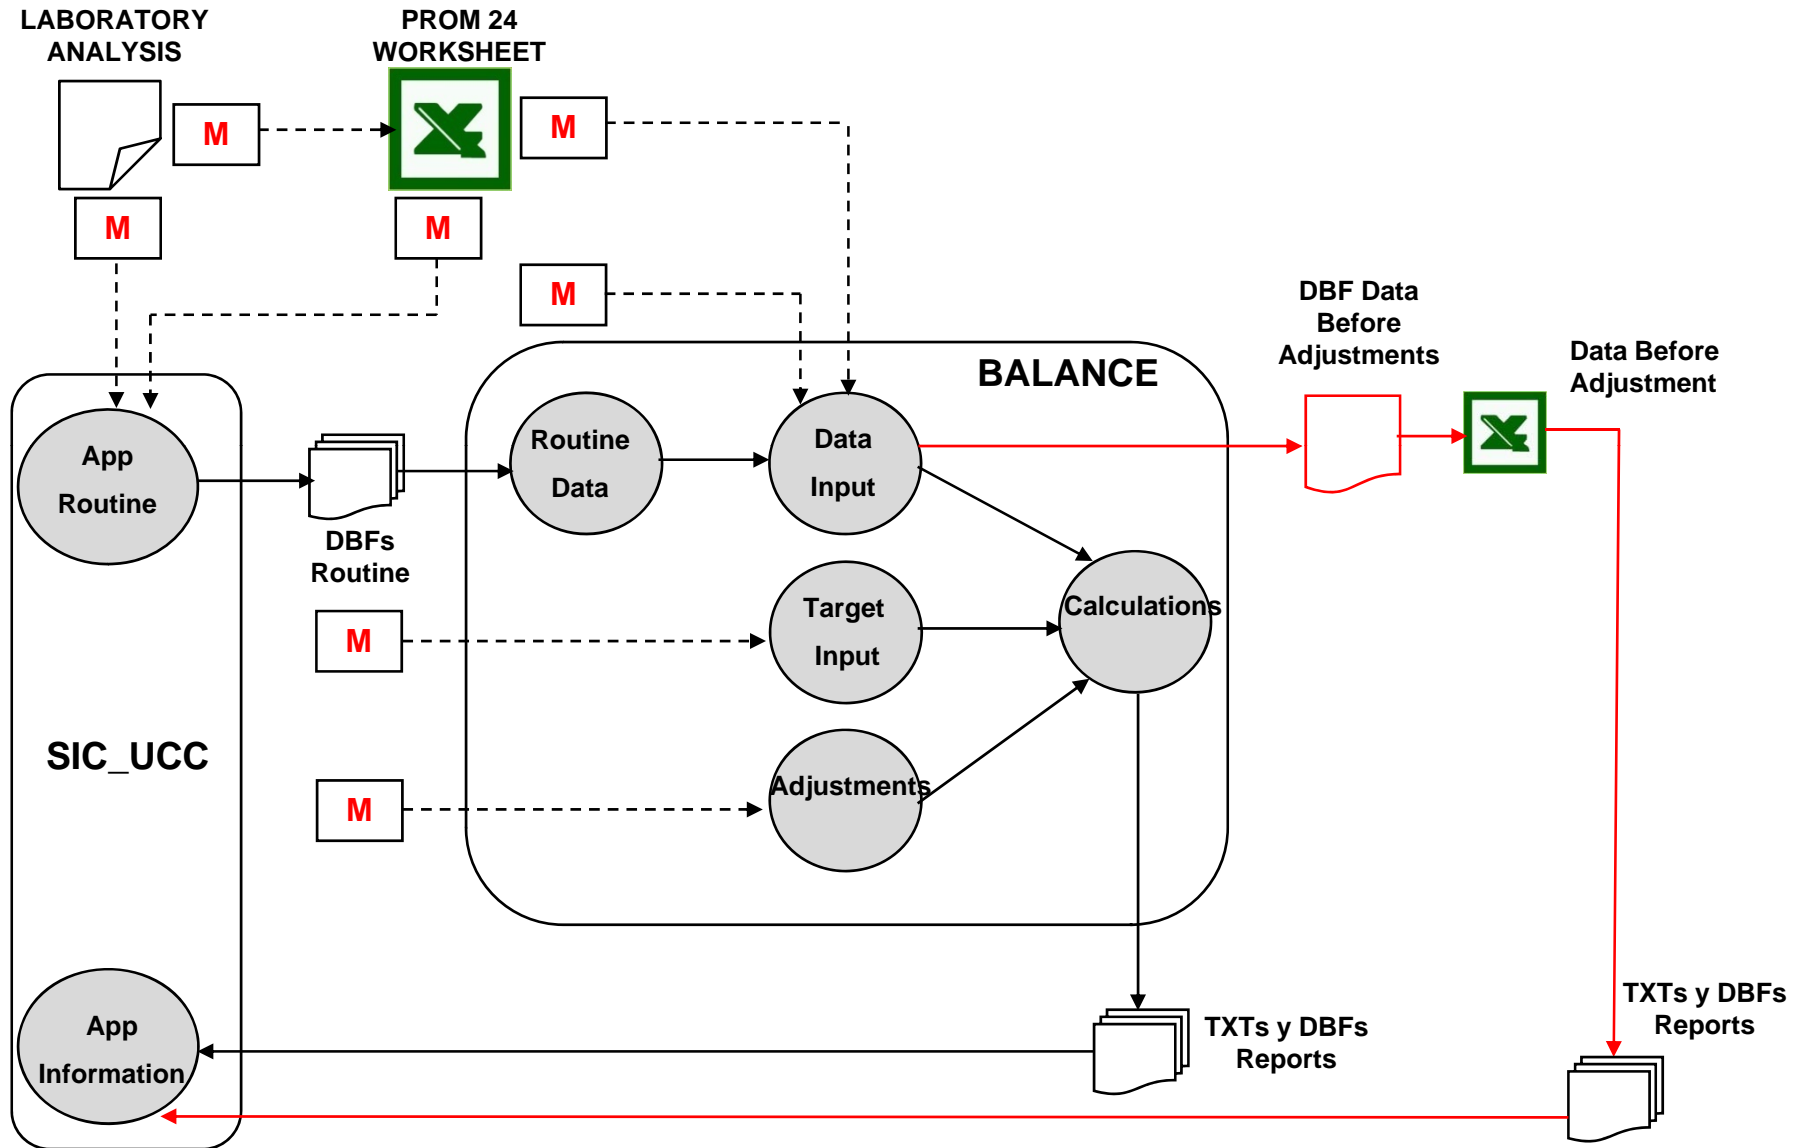 LABORATORY
ANALYSIS
PROM 24
WORKSHEET
M
M
M
M
M
DBF Data
Before
Adjustments
Data Before
Adjustment
BALANCE
App
Routine
DBFs
Routine
Routine
Data
Data
Input
M
Target
Input
Calculations
SIC_UCC
M
Adjustments
App
Information
TXTs y DBFs
Reports
TXTs y DBFs
Reports